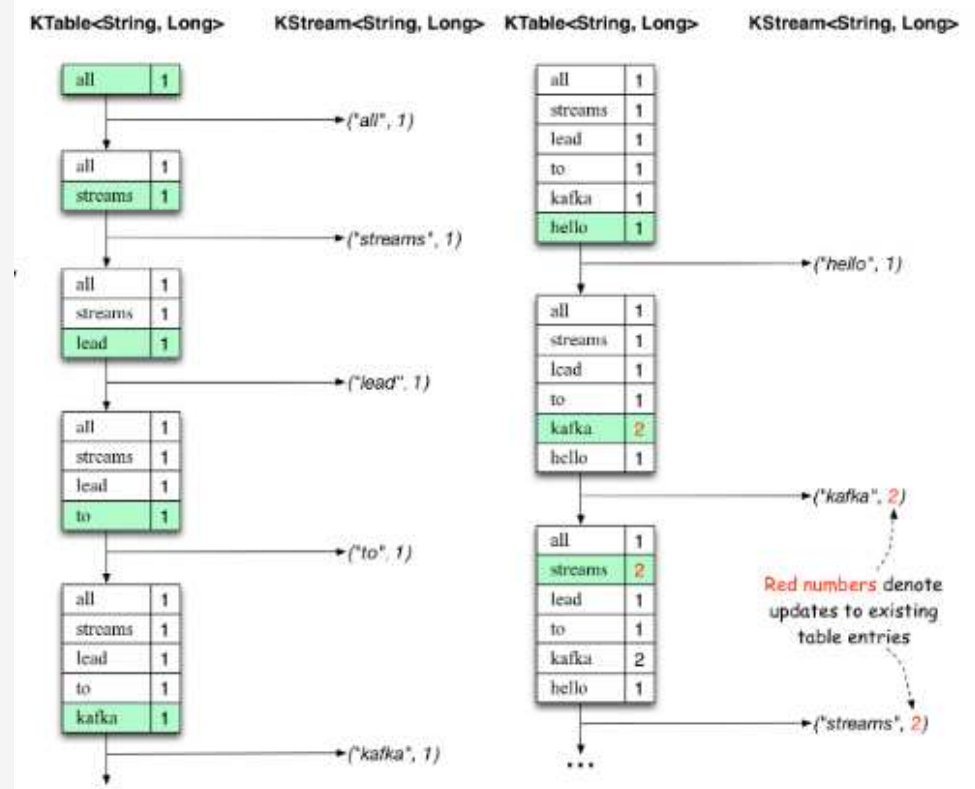 KTable<String, Long> KStream<String, Long>
all 1
("all", 1)
all 1
streams 1
("streams", 1)
all 1
streams 1
lead 1
("lead", 1)
all 1
streams 1
lead 1
to 1
("to", 1)
all 1
streams 1
lead 1
to 1
kafka 1
("kafka", 1)
KTable<String, Long> KStream<String, Long>
all 1
streams 1
lead 1
to 1
kafka 1
hello 1
("hello", 1)
all 1
streams 1
lead 1
to 1
kafka 2
hello 1
("kafka", 2)
all 1
streams 2
lead 1
to 1
kafka 2
hello 1
Red numbers denote
updates to existing
table entries
("streams", 2)
...